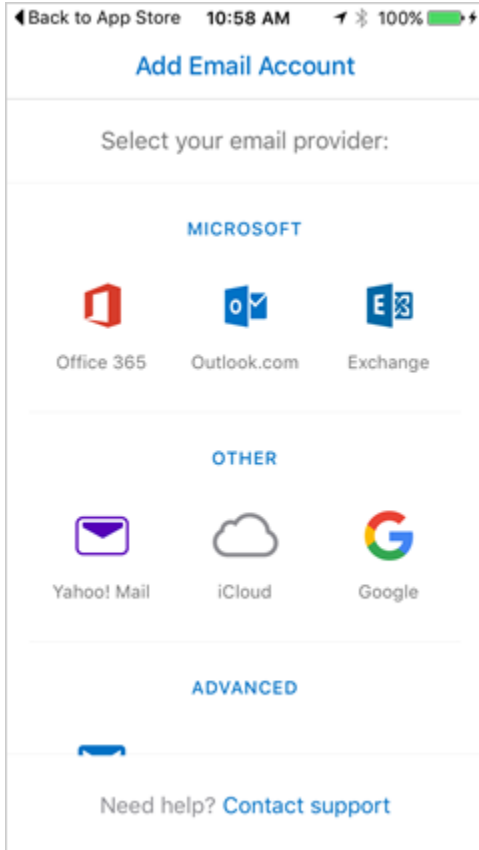 Back to App Store 10:58 AM 100%
Add Email Account
Select your email provider:
MICROSOFT
Office 365 Outlook.com Exchange
OTHER
Yahoo! Mail iCloud Google
ADVANCED
Need help? Contact support